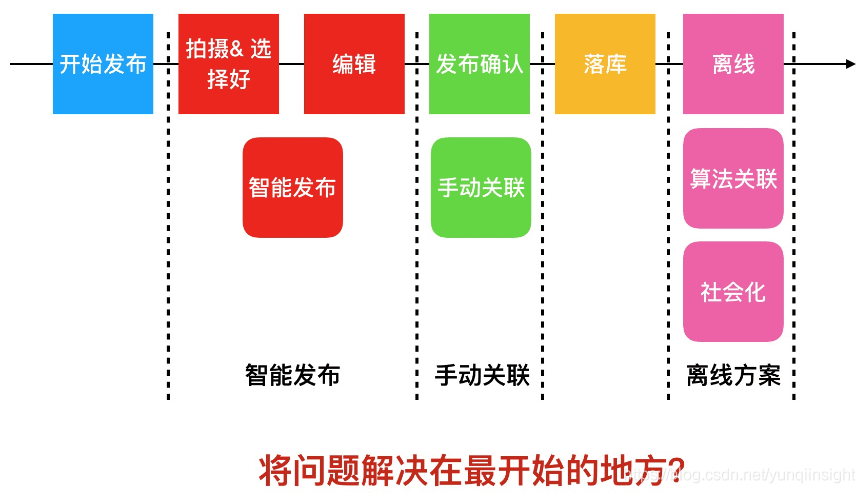 开始发布
拍摄& 选
择好
编辑
发布确认
落库
离线
智能发布
手动关联
算法关联
社会化
智能发布
手动关联
离线方案
将问题解决在最开始的地方?
https://blog.csdn.net/yunqiinsight